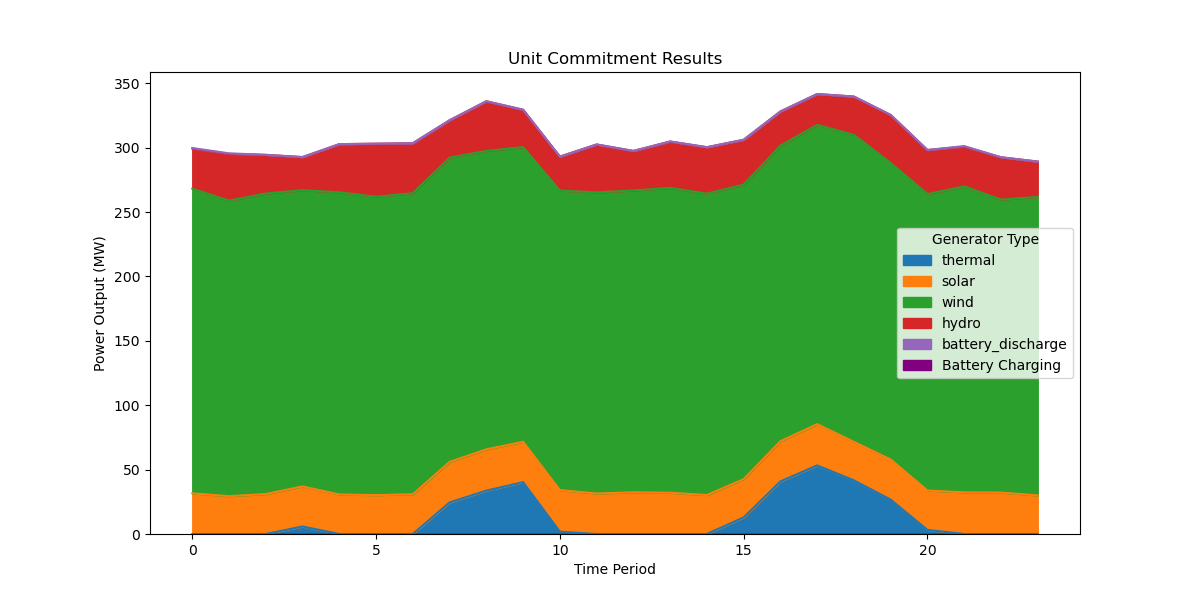 Unit Commitment Results
Power Output (MW)
350
300
250
200
150
100
50
0
Generator Type
thermal
solar
wind
hydro
battery_discharge
Battery Charging
0 5 10 15 20
Time Period